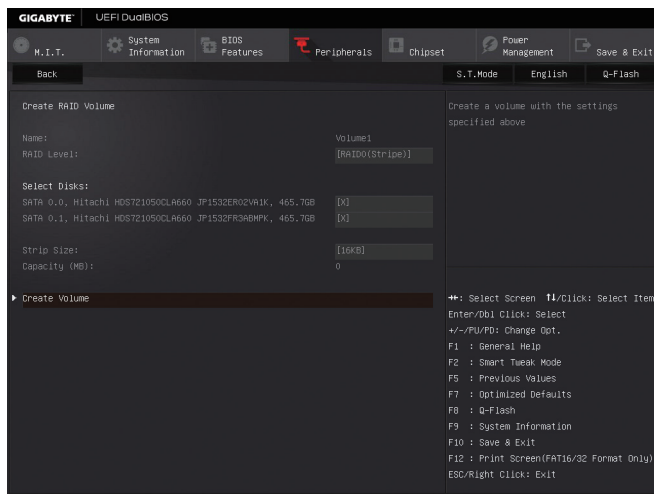 GIGABYTE™ UEFI DualBIOS
M.I.T. System Information BIOS Features Peripherals Chipset Power Management Save & Exit
Back S.T.Mode English Q-Flash
Create RAID Volume
Name: Volume1
RAID Level: [RAID0(Stripe)]
Select Disks:
SATA 0.0, Hitachi HDS721050CLA660 JP1532ER02VA1K, 465.7GB [X]
SATA 0.1, Hitachi HDS721050CLA660 JP1532FR3ABMPK, 465.7GB [X]
Strip Size: [16KB]
Capacity (MB): 0
Create Volume
Create a volume with the settings
specified above
→←: Select Screen ↑↓/Click: Select Item
Enter/Dbl Click: Select
+/-/PU/PD: Change Opt.
F1 : General Help
F2 : Smart Tweak Mode
F5 : Previous Values
F7 : Optimized Defaults
F8 : Q-Flash
F9 : System Information
F10 : Save & Exit
F12 : Print Screen(FAT16/32 Format Only)
ESC/Right Click: Exit